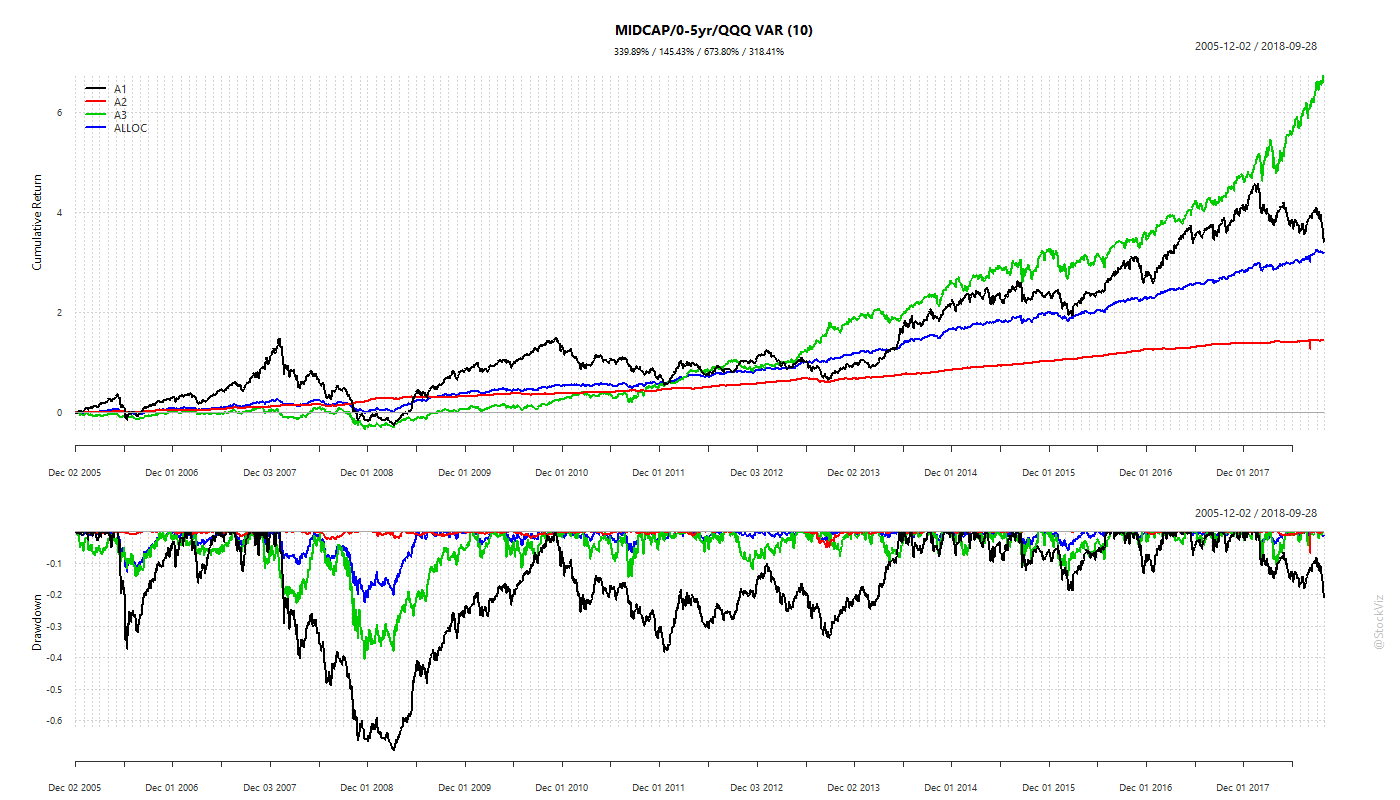 MIDCAP/0-5yr/QQQ VAR (10)
339.89% / 145.43% / 673.80% / 318.41%
2005-12-02 / 2018-09-28
A1
A2
A3
ALLOC
Cumulative Return
6
4
2
0
Dec 02 2005 Dec 01 2006 Dec 03 2007 Dec 01 2008 Dec 01 2009 Dec 01 2010 Dec 01 2011 Dec 03 2012 Dec 02 2013 Dec 01 2014 Dec 01 2015 Dec 01 2016 Dec 01 2017
2005-12-02 / 2018-09-28
Drawdown
-0.1
-0.2
-0.3
-0.4
-0.5
-0.6
Dec 02 2005 Dec 01 2006 Dec 03 2007 Dec 01 2008 Dec 01 2009 Dec 01 2010 Dec 01 2011 Dec 03 2012 Dec 02 2013 Dec 01 2014 Dec 01 2015 Dec 01 2016 Dec 01 2017
@StockViz